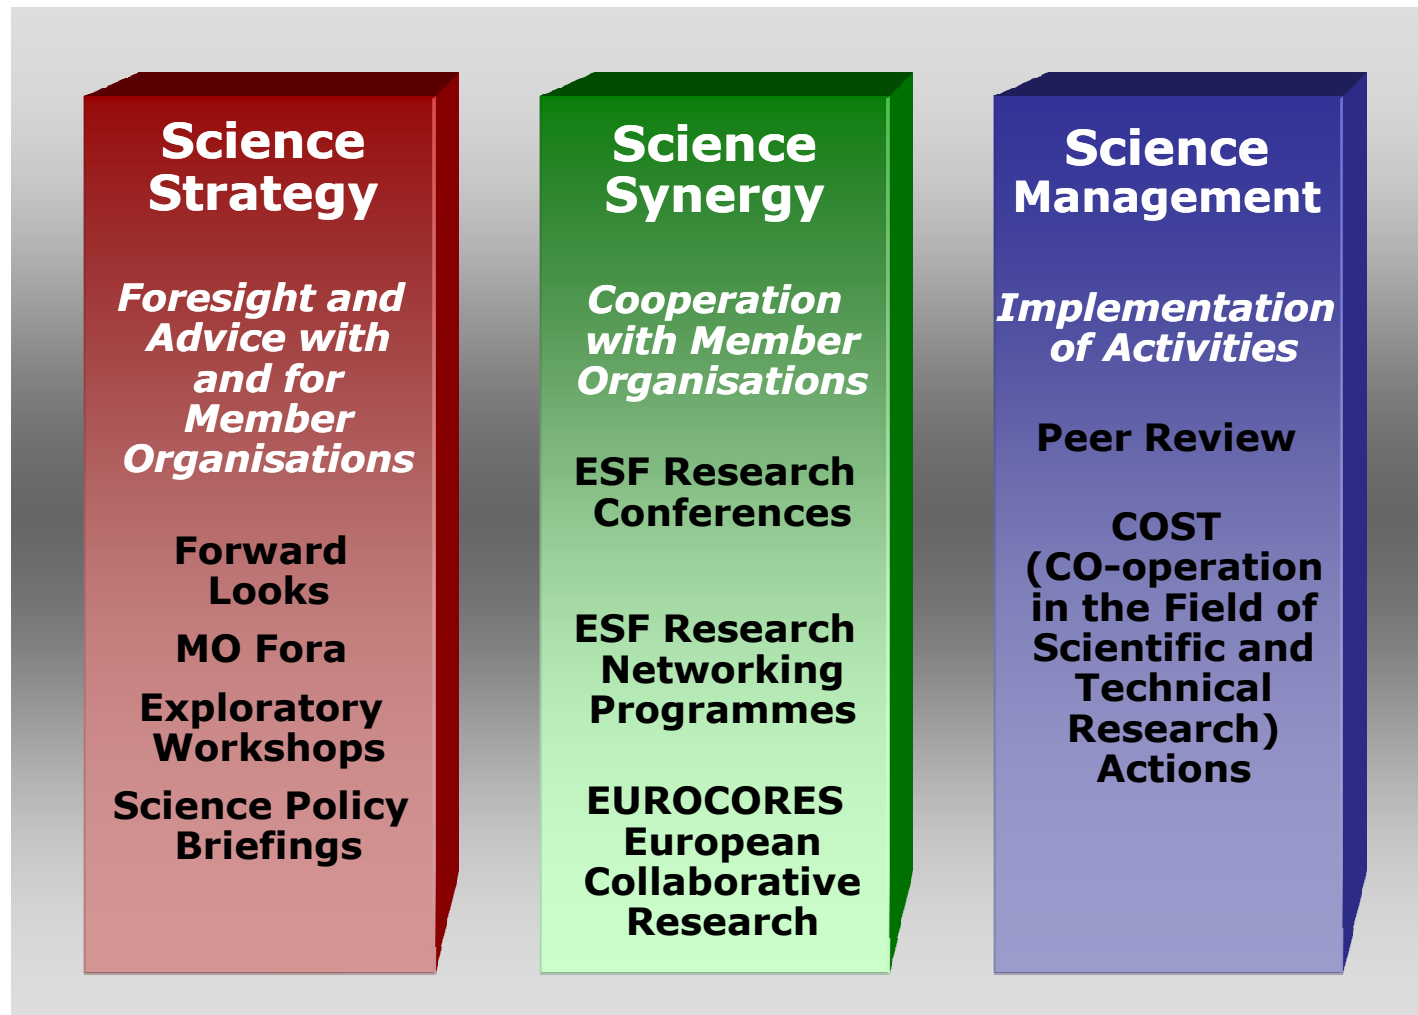 Science
Strategy
Foresight and
Advice with
and for
Member
Organisations
Forward
Looks
MO Fora
Exploratory
Workshops
Science Policy
Briefings
Science
Synergy
Cooperation
with Member
Organisations
ESF Research
Conferences
ESF Research
Networking
Programmes
EUROCORES
European
Collaborative
Research
Science
Management
Implementation
of Activities
Peer Review
COST
(CO-operation
in the Field of
Scientific and
Technical
Research)
Actions